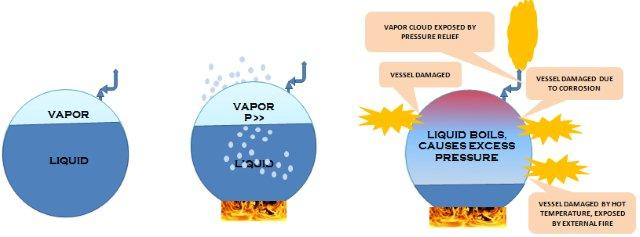 VAPOR
LIQUID
VAPOR
P>>
LIQUID
VAPOR CLOUD EXPOSED BY
PRESSURE RELIEF
VESSEL DAMAGED
VESSEL DAMAGED DUE
TO CORROSION
LIQUID BOILS,
CAUSES EXCESS
PRESSURE
VESSEL DAMAGED BY HOT
TEMPERATURE, EXPOSED
BY EXTERNAL FIRE